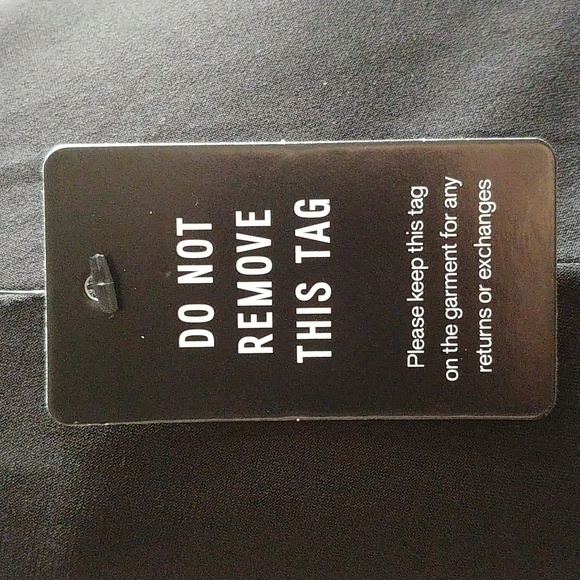 DO NOT
REMOVE
THIS TAG
Please keep this tag
on the garment for any
returns or exchanges